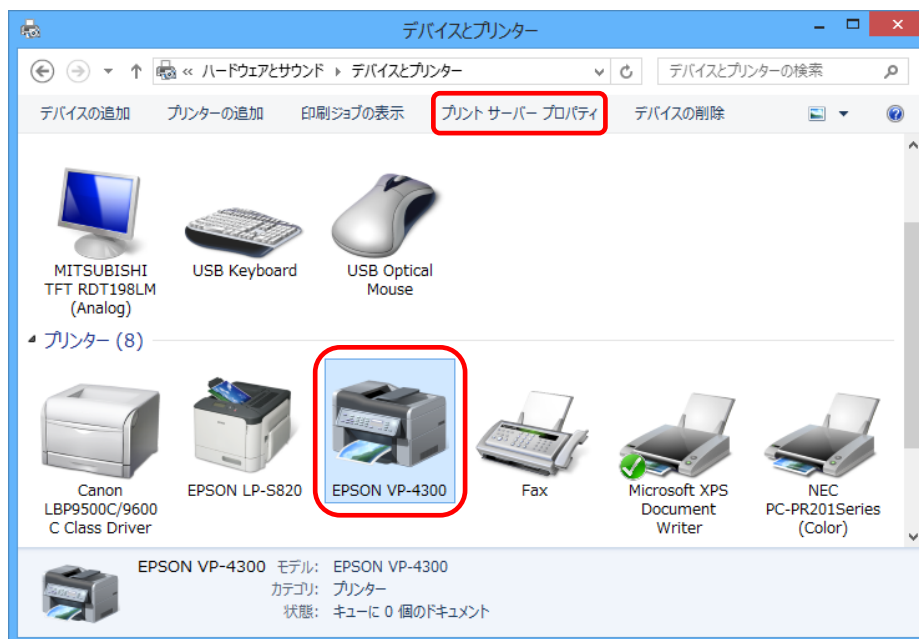 デバイスとプリンター
« ハードウェアとサウンド ▸ デバイスとプリンター
デバイスとプリンターの検索
デバイスの追加 プリンターの追加 印刷ジョブの表示 プリント サーバー プロパティ デバイスの削除
MITSUBISHI
TFT RDT198LM
(Analog)
USB Keyboard
USB Optical
Mouse
プリンター (8)
Canon
LBP9500C/9600
C Class Driver
EPSON LP-S820
EPSON VP-4300
Fax
Microsoft XPS
Document
Writer
NEC
PC-PR201Series
(Color)
EPSON VP-4300 モデル: EPSON VP-4300
カテゴリ: プリンター
状態: キューに 0 個のドキュメント